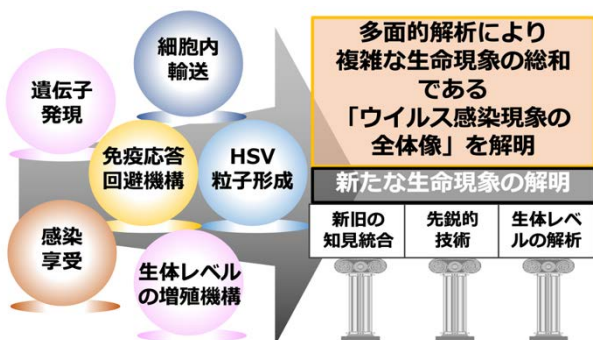 遺伝子
発現
細胞内
輸送
免疫応答
回避機構
HSV
粒子形成
感染
享受
生体レベル
の増殖機構
多面的解析により
複雑な生命現象の総和
である
「ウイルス感染現象の
全体像」を解明
新たな生命現象の解明
新旧の
知見統合
先鋭的
技術
生体レベ
ルの解析